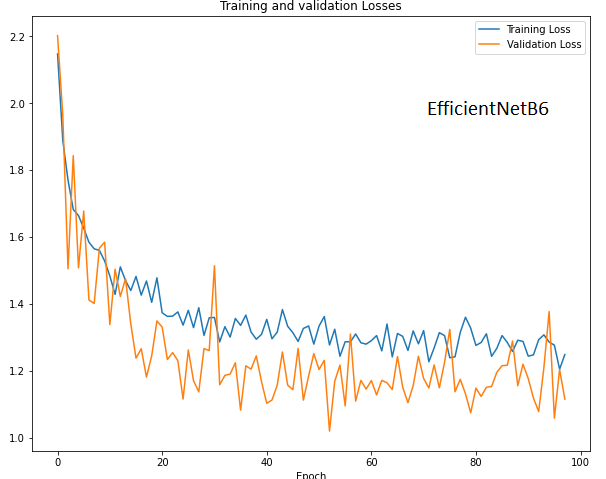 Training and validation Losses
Training Loss
Validation Loss
EfficientNetB6
2.2
2.0
1.8
1.6
1.4
1.2
1.0
0
20
40
60
80
100
Epoch